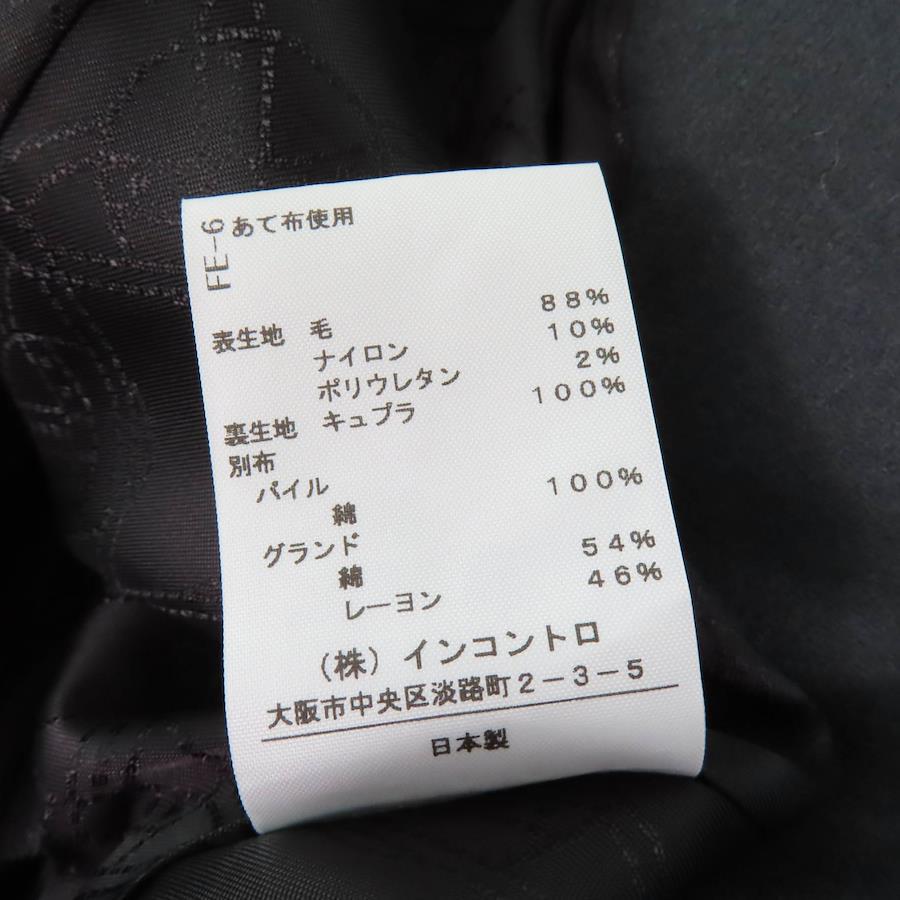 FE-6
あて布使用
表生地 毛 88%
ナイロン 10%
ポリウレタン 2%
裏生地 キュプラ 100%
別布
パイル
綿 100%
グランド
綿 54%
レーヨン 46%
(株)インコントロ
大阪市中央区淡路町2-3-5
日本製